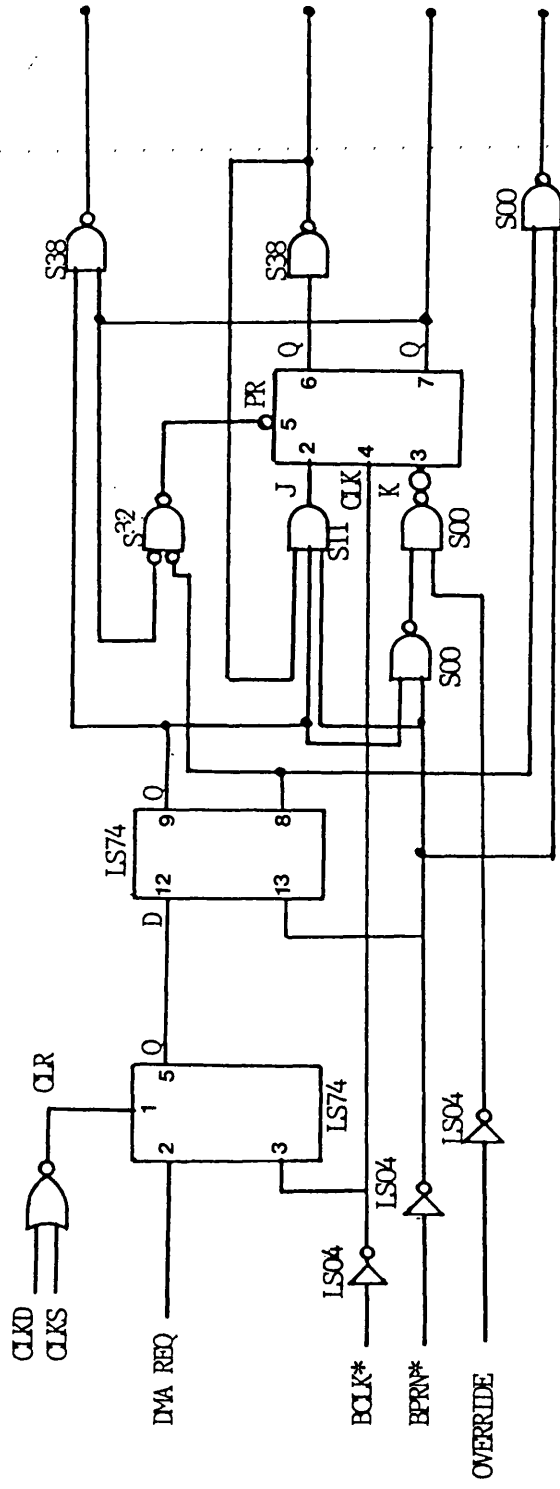 CLKD
CLKS
CLR
DMA REQ
2
1
5
3
Q
LS74
D
LS74
12
13
9
8
Q
BCLK*
LS04
BPRN*
LS04
OVERRIDE
LS04
S00
S00
S11
S32
J
CLK
K
PR
2
4
3
5
6
7
Q
Q
S38
S38
S00